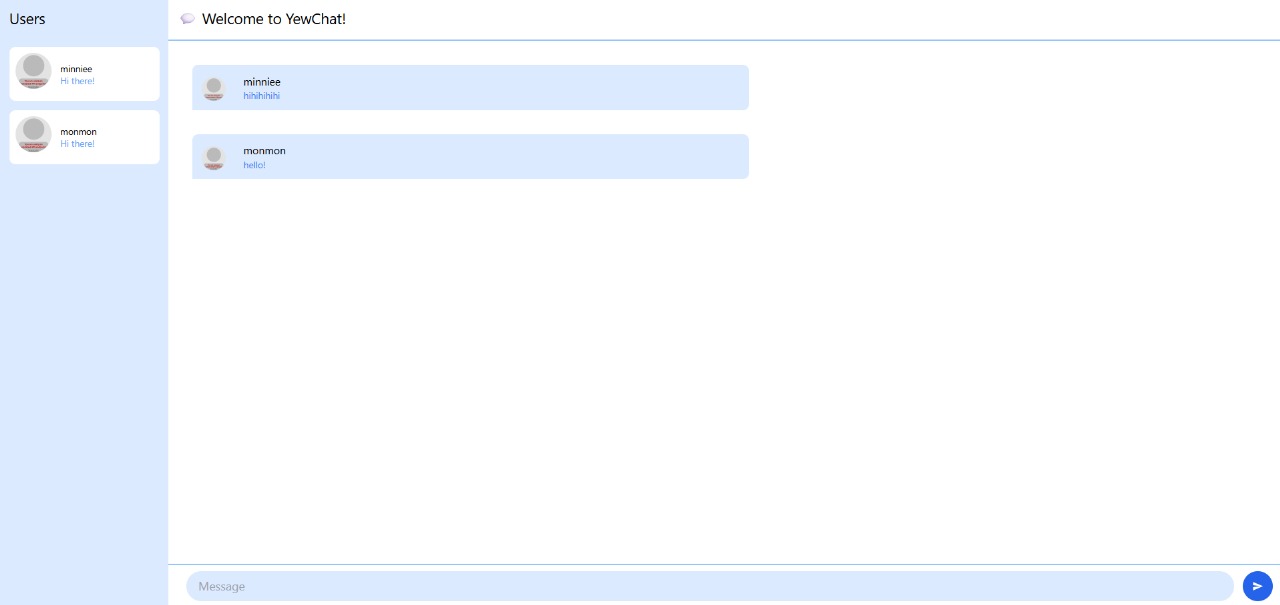 Users
minniee
Hi there!
monmon
Hi there!
Welcome to YewChat!
minniee
hihihihihi
monmon
hello!
Message